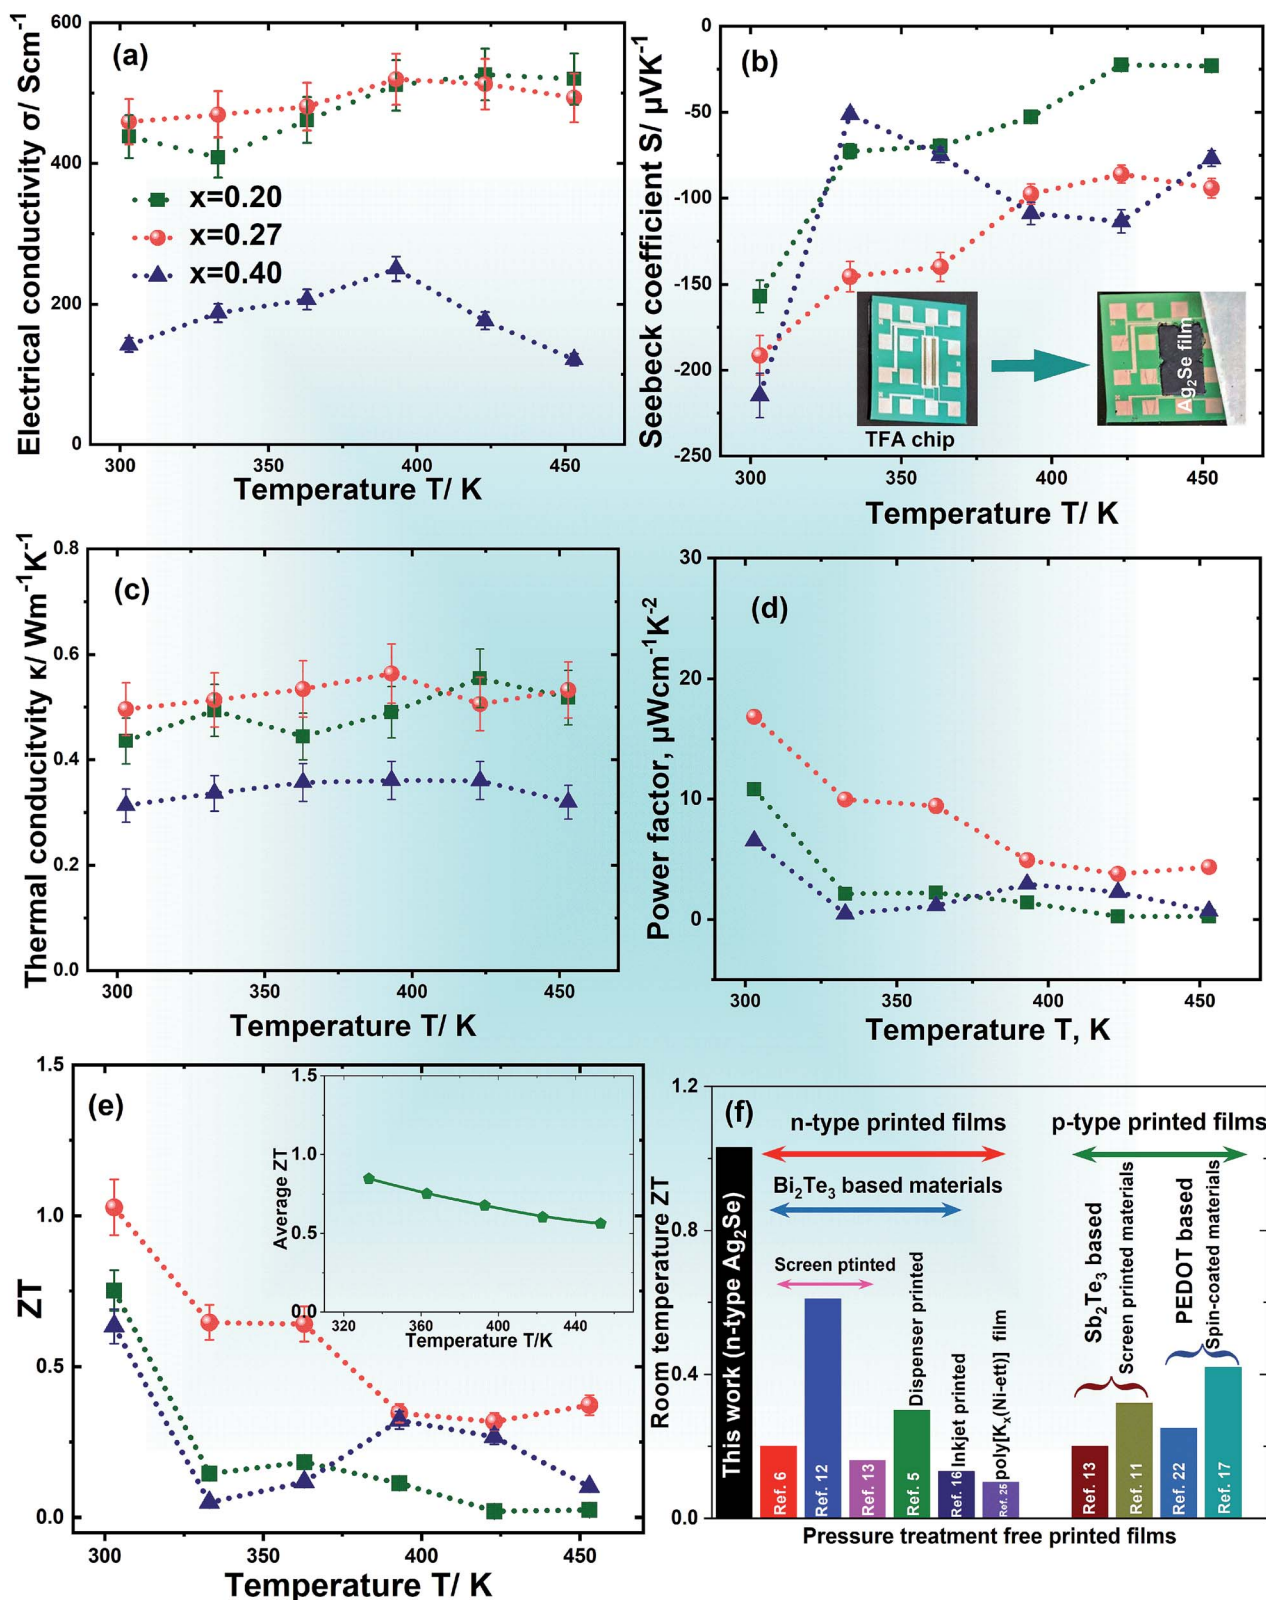 (a)
Electrical conductivity σ/ Scm⁻¹
600
400
200
0
x=0.20
x=0.27
x=0.40
300
350
400
450
Temperature T/ K
(b)
Seebeck coefficient S/ µVK⁻¹
0
-50
-100
-150
-200
-250
Ag₂Se film
TFA chip
300
350
400
450
Temperature T/ K
(c)
Thermal conducitvity κ/ Wm⁻¹K⁻¹
0.8
0.6
0.4
0.2
0.0
300
350
400
450
Temperature T/ K
(d)
Power factor, µWcm⁻¹K⁻²
30
20
10
0
300
350
400
450
Temperature T, K
(e)
ZT
1.5
1.0
0.5
0.0
300
350
400
450
Temperature T/ K
Average ZT
1.5
1.0
0.5
0.0
320
360
400
440
Temperature T/K
(f)
Room temperature ZT
1.2
0.8
0.4
0.0
n-type printed films
p-type printed films
Bi₂Te₃ based materials
Screen ptinted
This work (n-type Ag₂Se)
Ref. 6
Ref. 12
Ref. 13
Dispenser printed
Ref. 5
Inkjet printed
Ref. 16
poly[Kₓ(Ni-ett)] film
Ref. 26
Sb₂Te₃ based
Screen printed materials
Ref. 13
Ref. 11
PEDOT based
Spin-coated materials
Ref. 22
Ref. 17
Pressure treatment free printed films